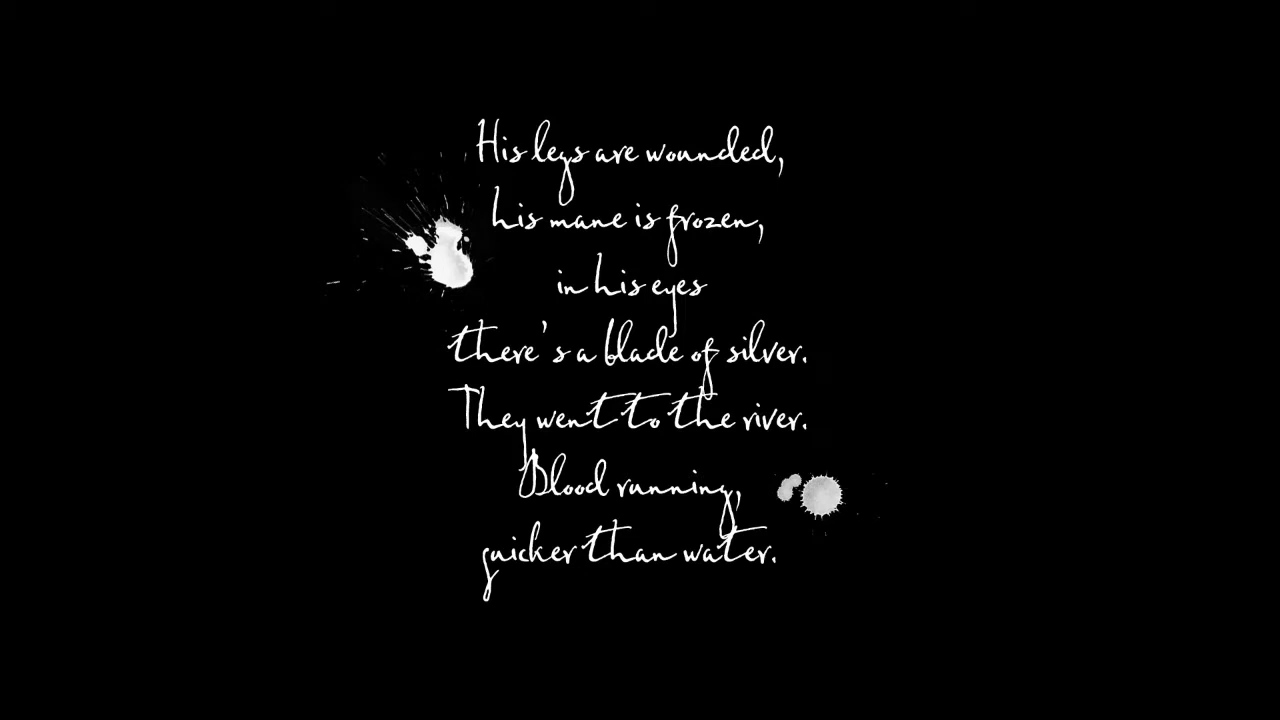 His legs are wounded,
his mane is frozen,
in his eyes
there's a blade of silver.
They went to the river.
Blood running,
quicker than water.